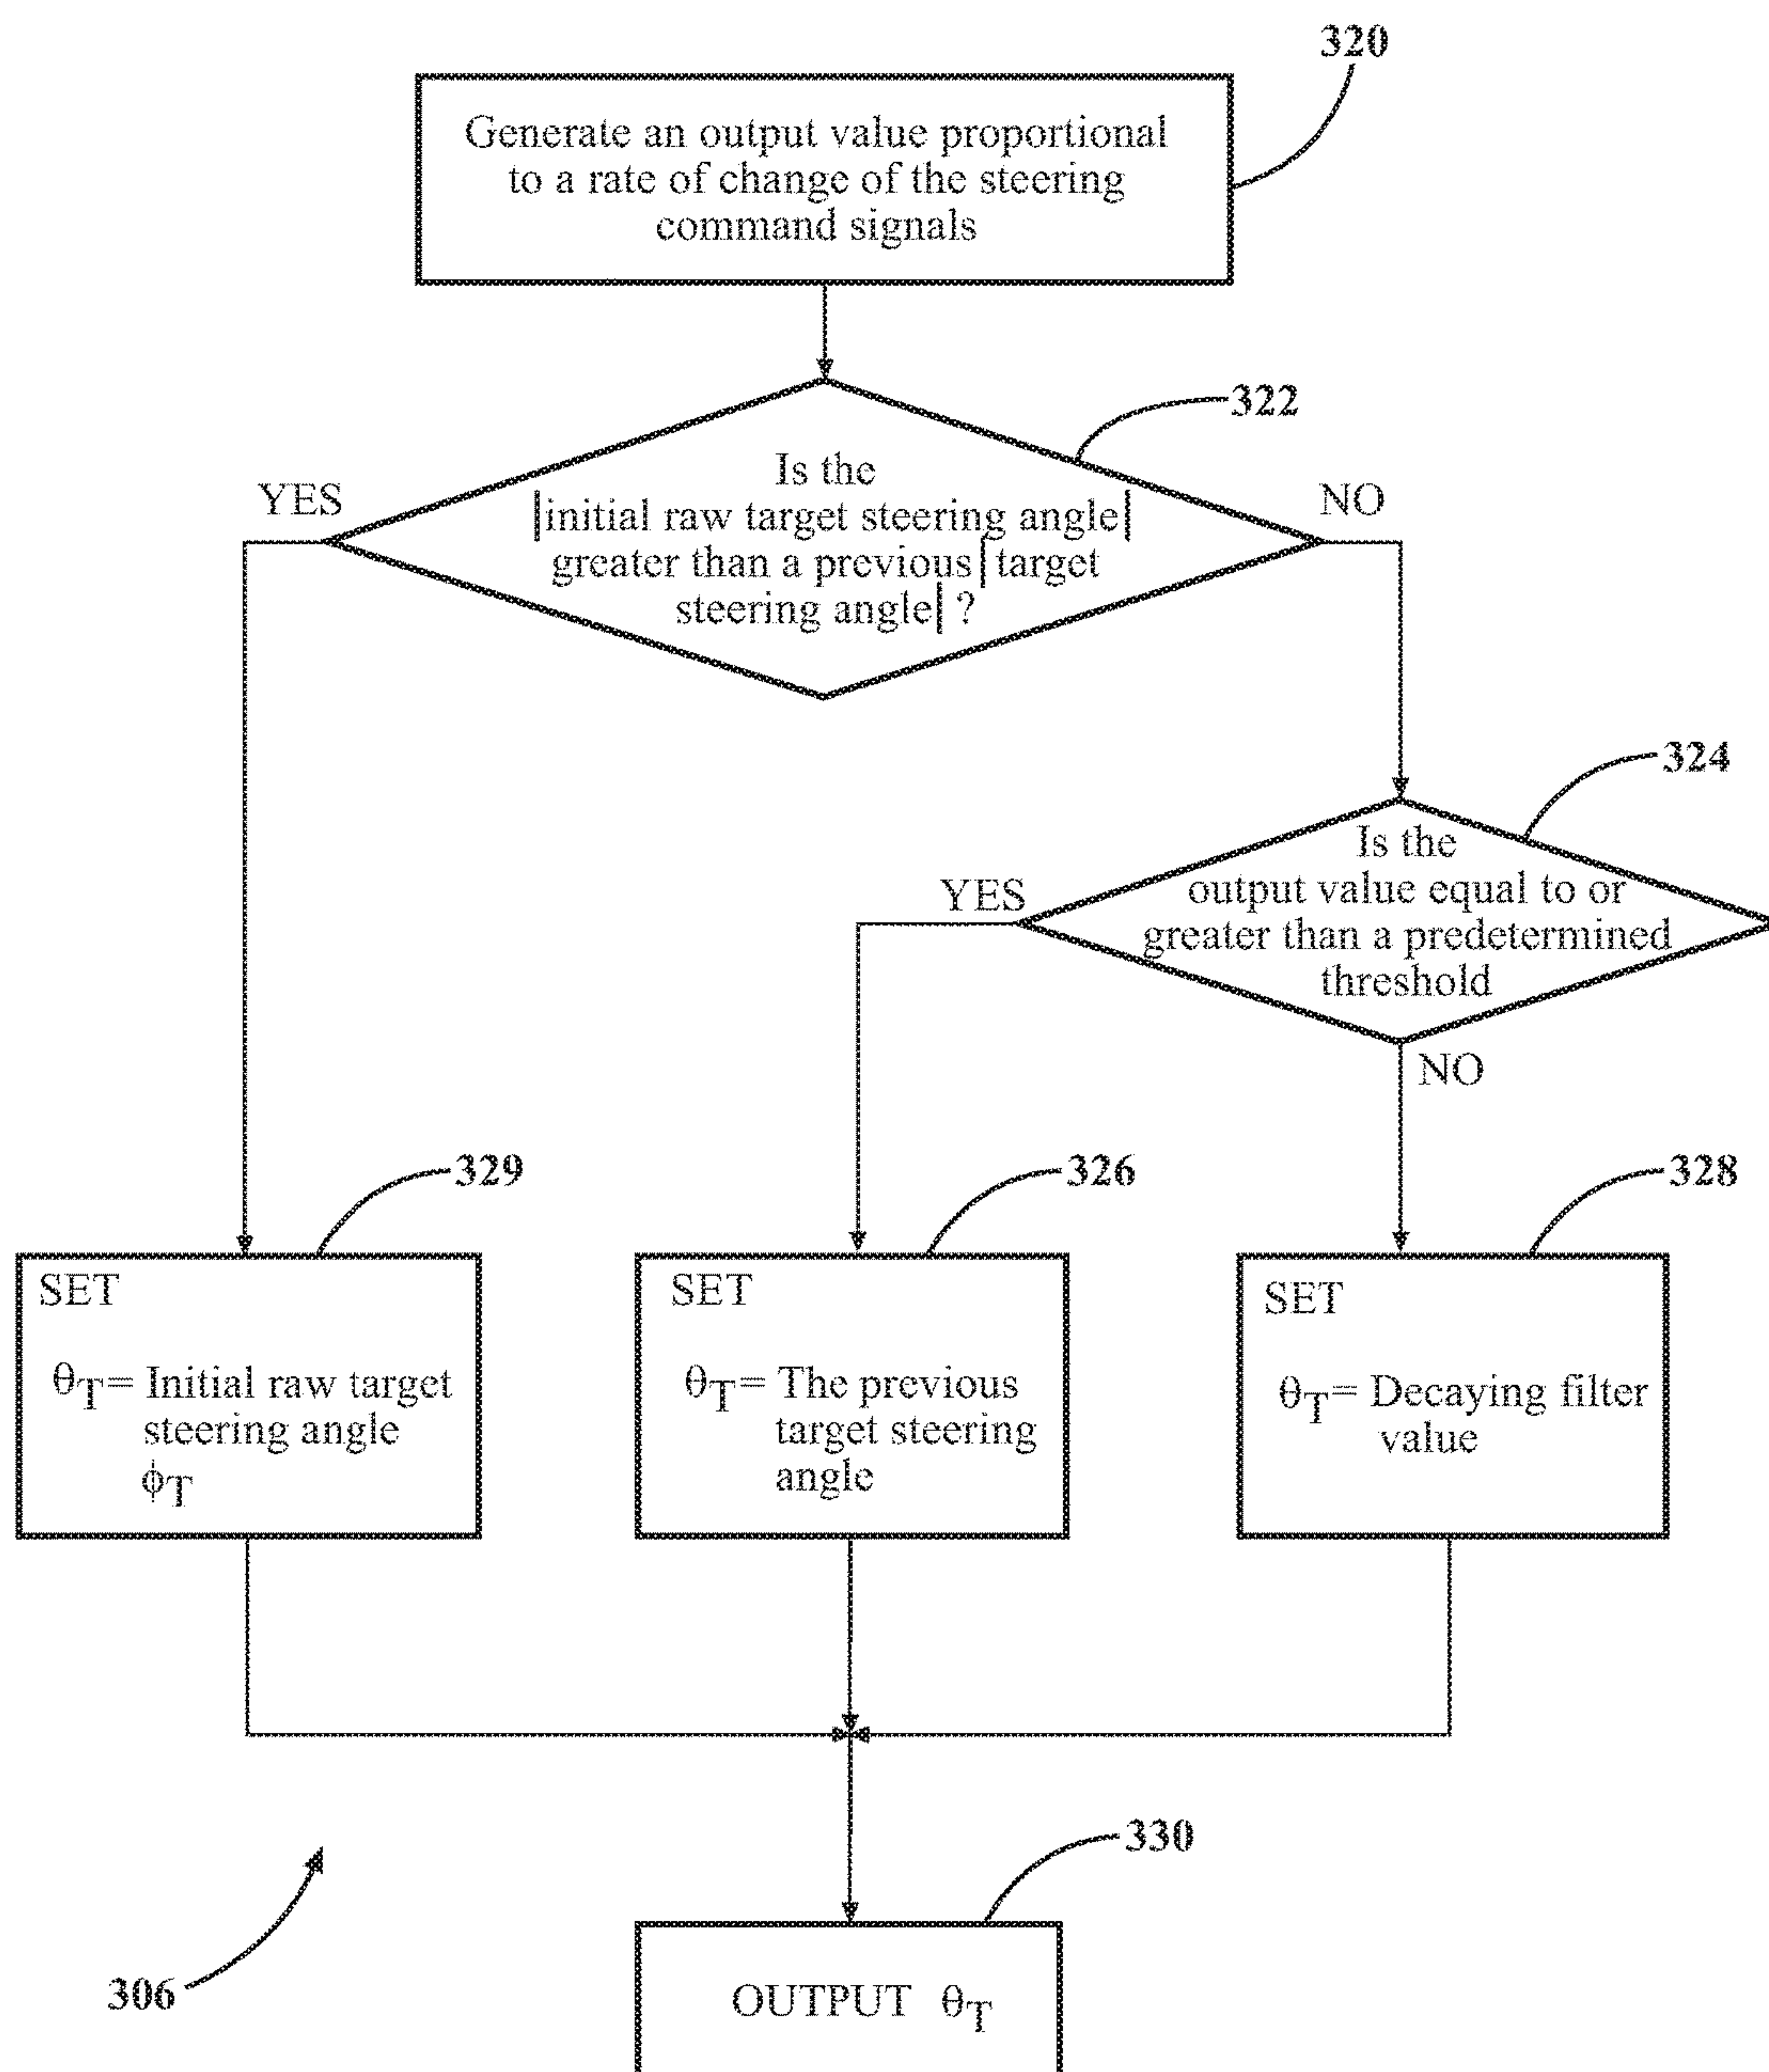 320
Generate an output value proportional
to a rate of change of the steering
command signals
322
Is the
|initial raw target steering angle|
greater than a previous| target
steering angle| ?
YES
NO
324
Is the
output value equal to or
greater than a predetermined
threshold
YES
NO
329
326
328
SET
θT= Initial raw target
steering angle
ϕT
SET
θT= The previous
target steering
angle
SET
θT= Decaying filter
value
330
306
OUTPUT θT